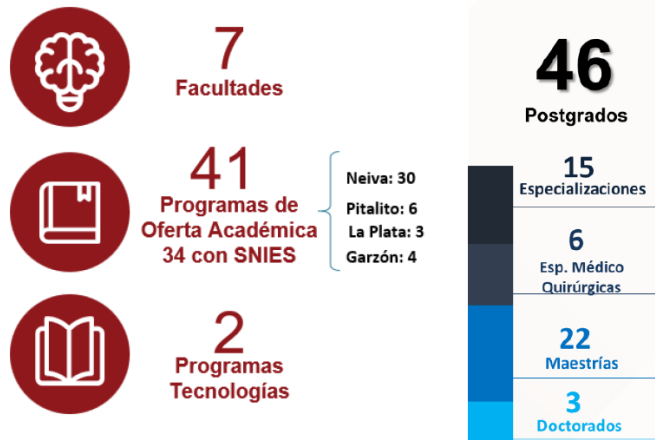 7
Facultades
41
Programas de
Oferta Académica
34 con SNIES
Neiva: 30
Pitalito: 6
La Plata: 3
Garzón: 4
2
Programas
Tecnologías
46
Postgrados
15
Especializaciones
6
Esp. Médico
Quirúrgicas
22
Maestrías
3
Doctorados